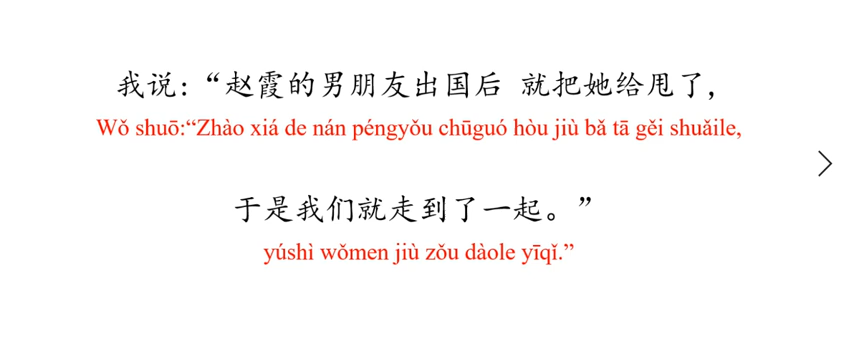 我说：“赵霞的男朋友出国后 就把她给甩了，
Wǒ shuō:“Zhào xiá de nán péngyǒu chūguó hòu jiù bǎ tā gěi shuǎile,
于是我们就走到了一起。”
yúshì wǒmen jiù zǒu dàole yīqǐ.”